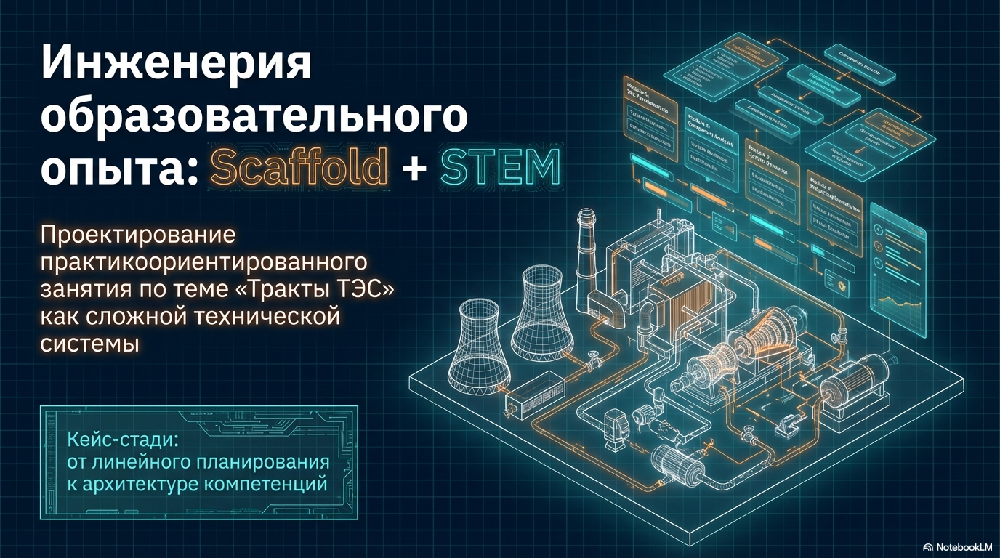 Инженерия
образовательного
опыта: Scaffold + STEM
Проектирование
практикоориентированного
занятия по теме «Тракты ТЭС»
как сложной технической
системы
Кейс-стади:
от линейного планирования
к архитектуре компетенций
NotebookLM